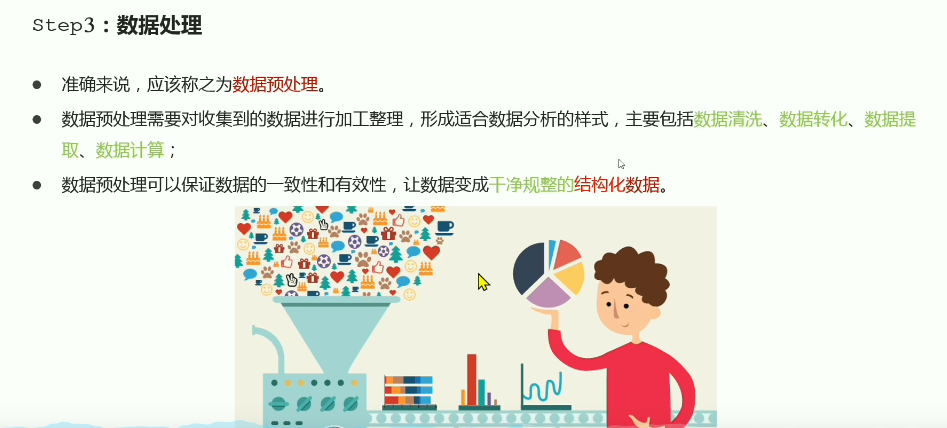 Step3：数据处理
准确来说，应该称之为数据预处理。
数据预处理需要对收集到的数据进行加工整理，形成适合数据分析的样式，主要包括数据清洗、数据转化、数据提
取、数据计算；
数据预处理可以保证数据的一致性和有效性，让数据变成干净规整的结构化数据。